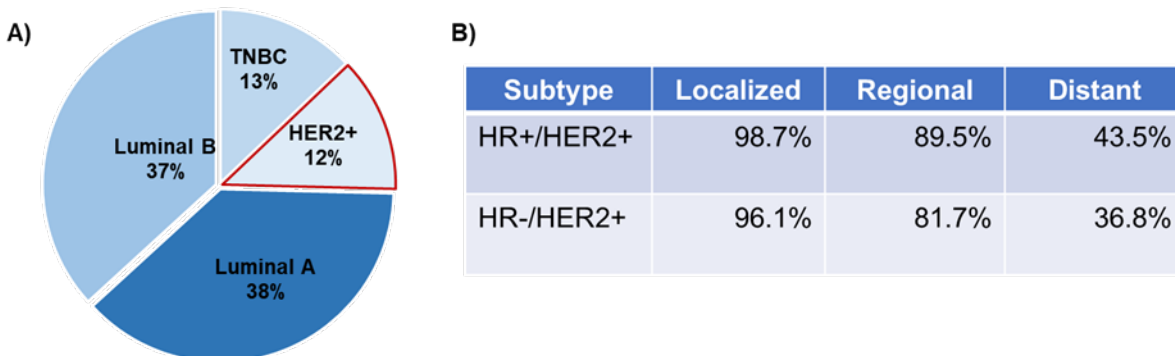 A)
TNBC
13%
HER2+
12%
Luminal B
37%
Luminal A
38%
B)
Subtype Localized Regional Distant
HR+/HER2+ 98.7% 89.5% 43.5%
HR-/HER2+ 96.1% 81.7% 36.8%